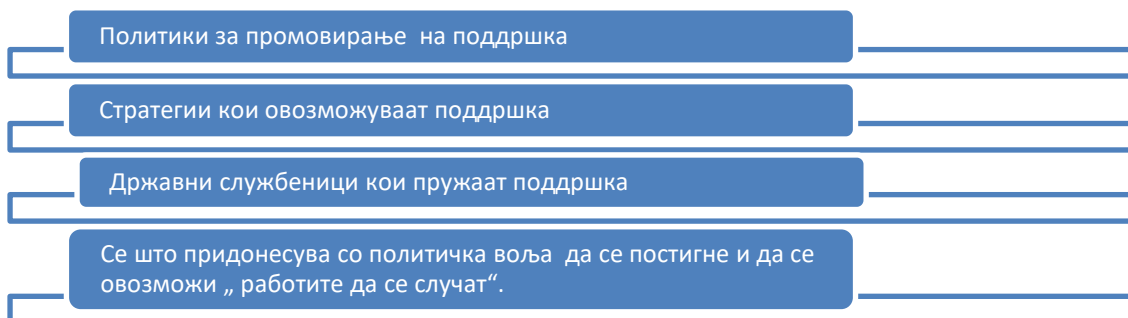 Политики за промовирање на поддршка
Стратегии кои овозможуваат поддршка
Државни службеници кои пружаат поддршка
Се што придонесува со политичка воља да се постигне и да се
овозможи „ работите да се случат“.